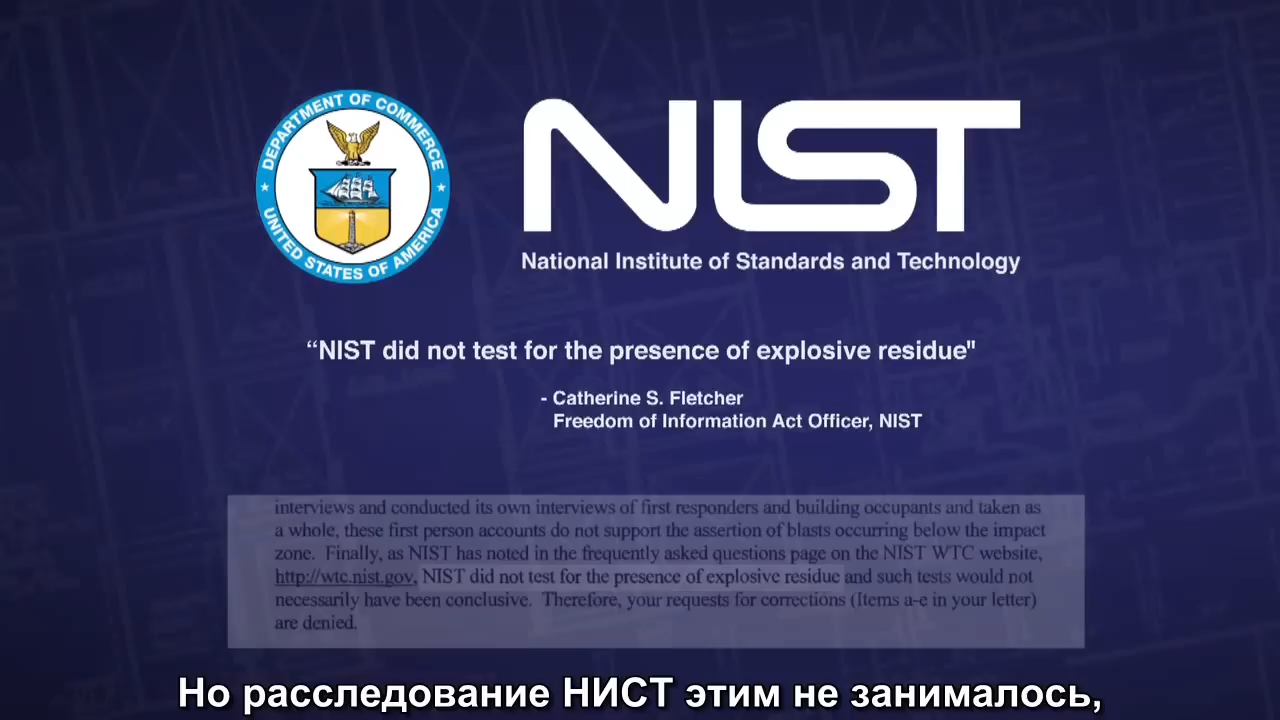 DEPARTMENT OF COMMERCE
UNITED STATES OF AMERICA
NIST
National Institute of Standards and Technology
“NIST did not test for the presence of explosive residue"
- Catherine S. Fletcher
Freedom of Information Act Officer, NIST
interviews and conducted its own interviews of first responders and building occupants and taken as
a whole, these first person accounts do not support the assertion of blasts occurring below the impact
zone. Finally, as NIST has noted in the frequently asked questions page on the NIST WTC website,
http://wtc.nist.gov, NIST did not test for the presence of explosive residue and such tests would not
necessarily have been conclusive. Therefore, your requests for corrections (Items a-e in your letter)
are denied.
Но расследование НИСТ этим не занималось,